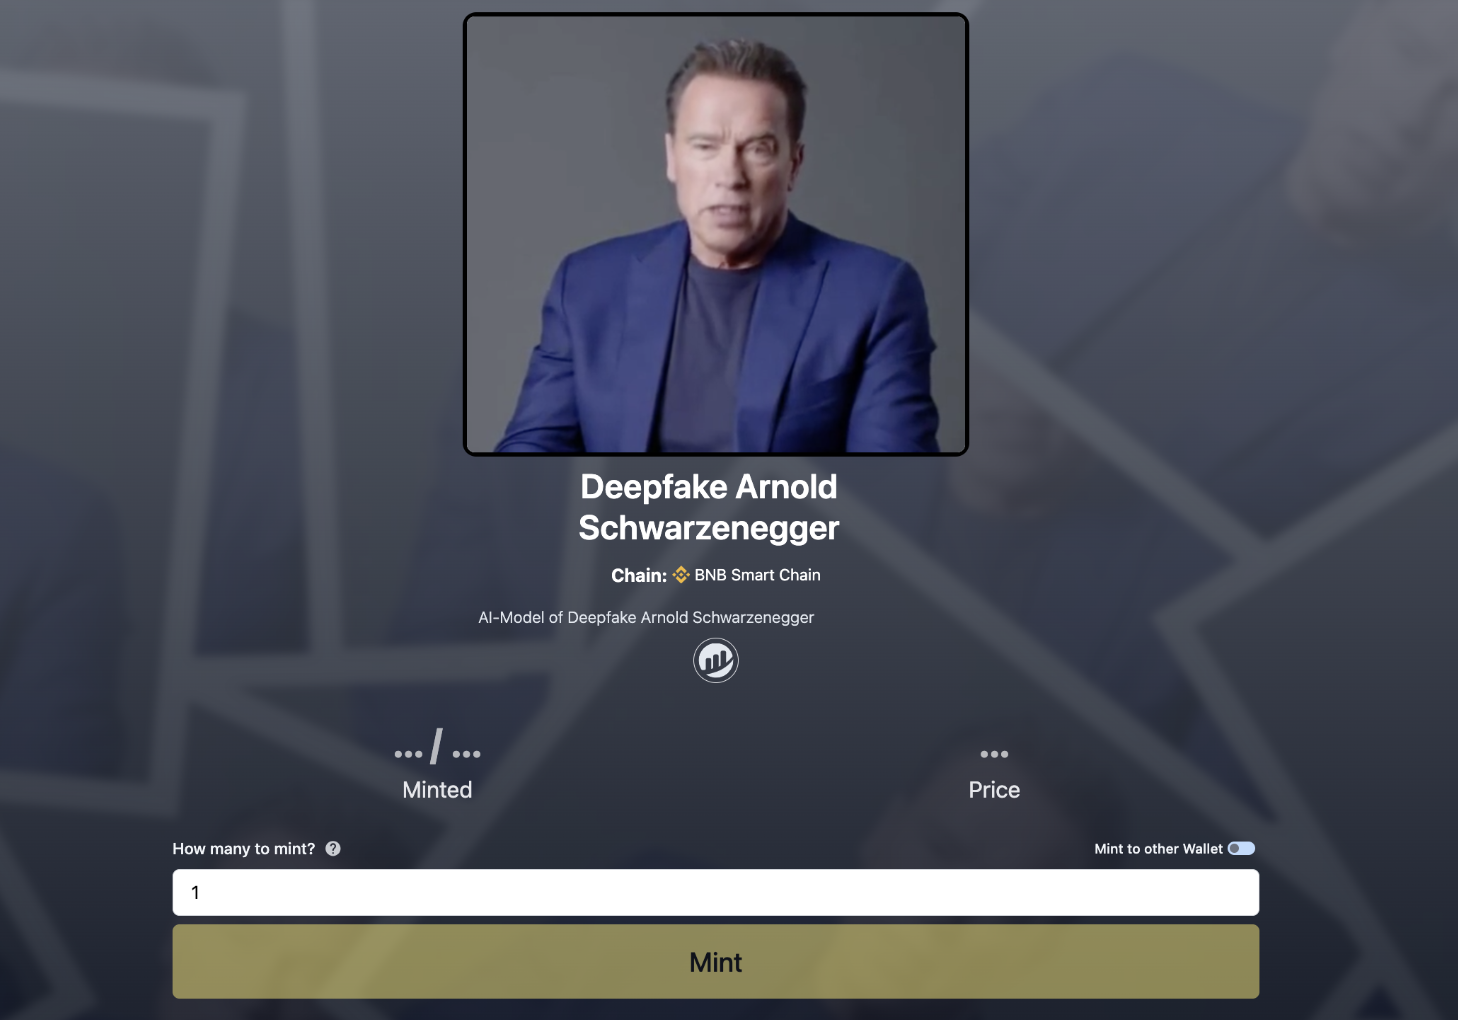 Deepfake Arnold
Schwarzenegger
Chain: BNB Smart Chain
AI-Model of Deepfake Arnold Schwarzenegger
... / ...
Minted
...
Price
How many to mint? ?
Mint to other Wallet
1
Mint